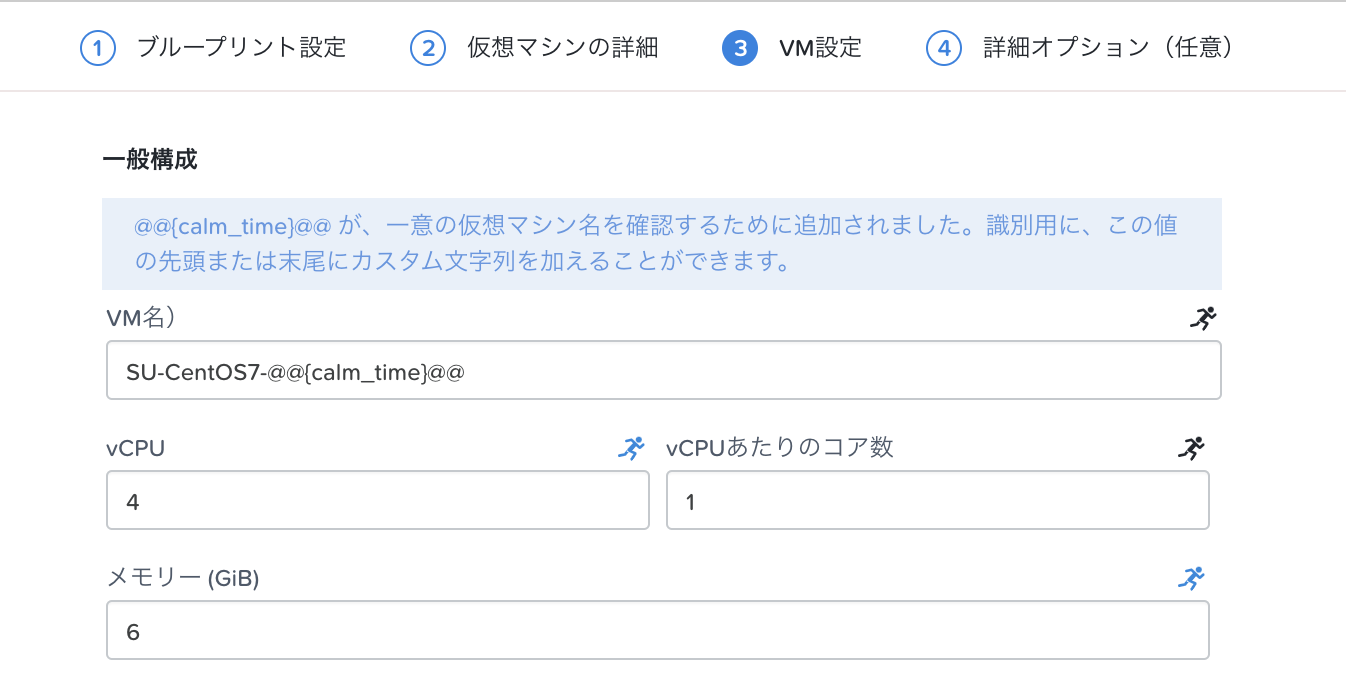 1 ブループリント設定 2 仮想マシンの詳細 3 VM設定 4 詳細オプション（任意）
一般構成
@@{calm_time}@@ が、一意の仮想マシン名を確認するために追加されました。識別用に、この値
の先頭または末尾にカスタム文字列を加えることができます。
VM名）
SU-CentOS7-@@{calm_time}@@
vCPU vCPUあたりのコア数
4 1
メモリー (GiB)
6